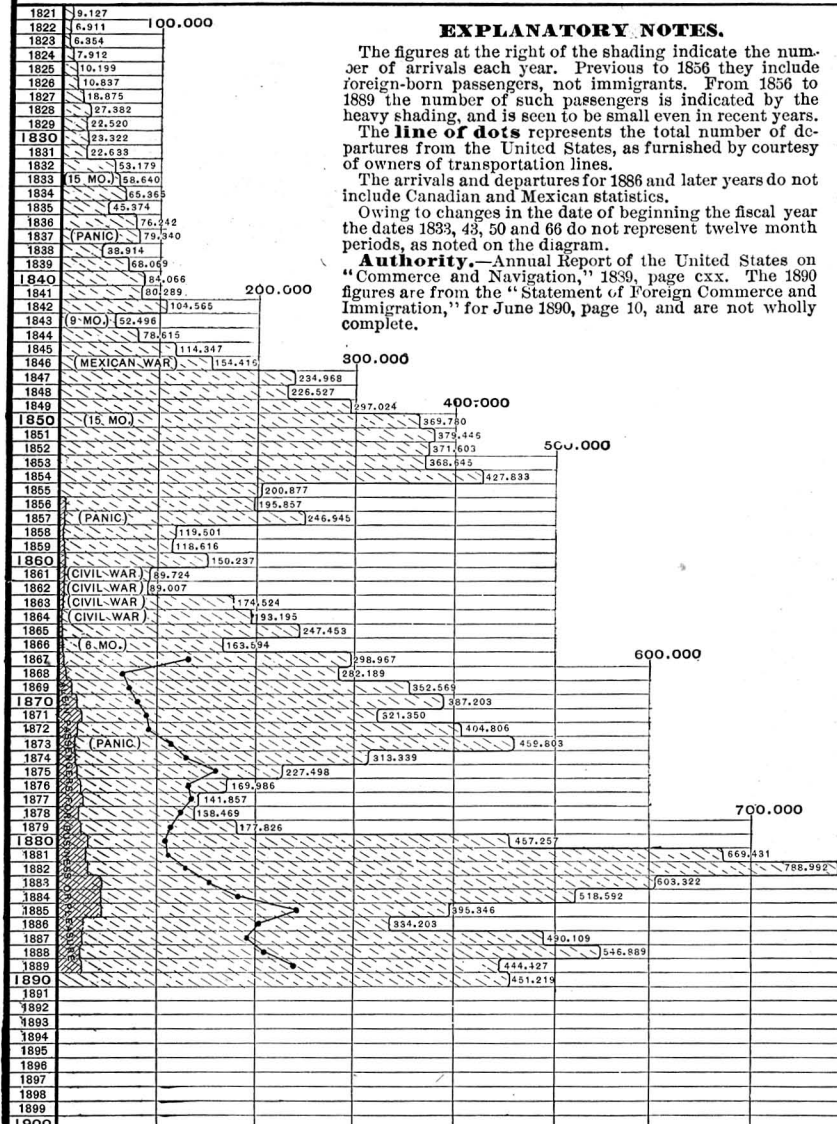 EXPLANATORY NOTES.
The figures at the right of the shading indicate the num-
ber of arrivals each year. Previous to 1856 they include
foreign-born passengers, not immigrants. From 1856 to
1889 the number of such passengers is indicated by the
heavy shading, and is seen to be small even in recent years.
The line of dots represents the total number of de-
partures from the United States, as furnished by courtesy
of owners of transportation lines.
The arrivals and departures for 1886 and later years do not
include Canadian and Mexican statistics.
Owing to changes in the date of beginning the fiscal year
the dates 1833, 43, 50 and 66 do not represent twelve month
periods, as noted on the diagram.
Authority.—Annual Report of the United States on
"Commerce and Navigation," 1889, page cxx. The 1890
figures are from the "Statement of Foreign Commerce and
Immigration," for June 1890, page 10, and are not wholly
complete.
100.000
200.000
300.000
400.000
500.000
600.000
700.000
1821 9.127
1822 6.911
1823 6.354
1824 7.912
1825 10.199
1826 10.837
1827 18.875
1828 27.382
1829 22.520
1830 23.322
1831 22.633
1832 53.179
1833 (15 MO.) 58.640
1834 65.365
1835 45.374
1836 76.242
1837 (PANIC) 79.340
1838 38.914
1839 68.069
1840 84.066
1841 80.289
1842 104.565
1843 (9 MO.) 52.496
1844 78.615
1845 114.347
1846 (MEXICAN WAR) 154.416
1847 234.968
1848 226.527
1849 297.024
1850 (15 MO.) 369.780
1851 379.446
1852 371.603
1853 368.645
1854 427.833
1855 200.877
1856 195.857
1857 (PANIC) 246.945
1858 119.501
1859 118.616
1860 150.237
1861 (CIVIL WAR) 89.724
1862 (CIVIL WAR) 89.007
1863 (CIVIL WAR) 174.524
1864 (CIVIL WAR) 193.195
1865 247.453
1866 (6 MO.) 163.594
1867 298.967
1868 282.189
1869 352.569
1870 387.203
1871 321.350
1872 404.806
1873 (PANIC) 459.803
1874 313.339
1875 227.498
1876 169.986
1877 141.857
1878 138.469
1879 177.826
1880 457.257
1881 669.431
1882 788.992
1883 603.322
1884 518.592
1885 395.346
1886 334.203
1887 490.109
1888 546.889
1889 444.427
1890 451.219
1891
1892
1893
1894
1895
1896
1897
1898
1899
1900
PASSENGERS FOR BUSINESS OR PLEASURE